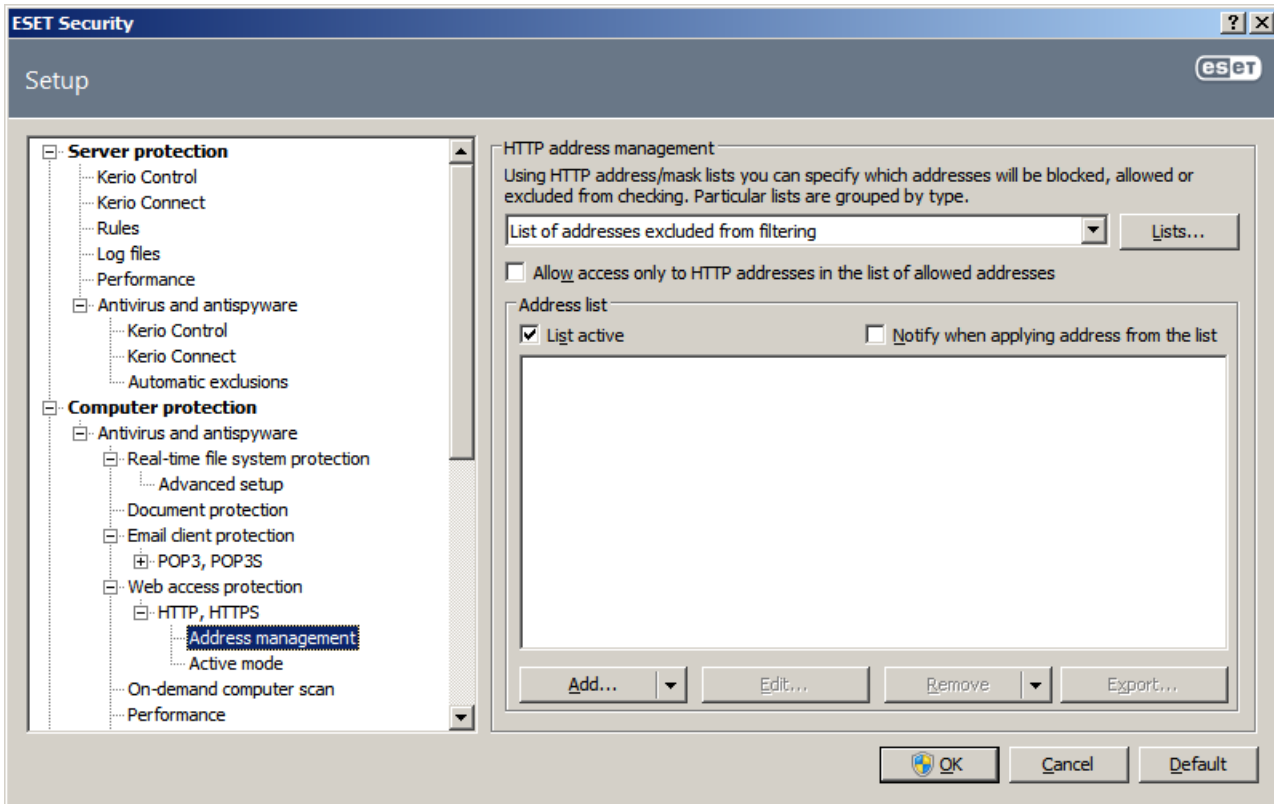 ESET Security
Setup
eset
Server protection
Kerio Control
Kerio Connect
Rules
Log files
Performance
Antivirus and antispyware
Kerio Control
Kerio Connect
Automatic exclusions
Computer protection
Antivirus and antispyware
Real-time file system protection
Advanced setup
Document protection
Email client protection
POP3, POP3S
Web access protection
HTTP, HTTPS
Address management
Active mode
On-demand computer scan
Performance
HTTP address management
Using HTTP address/mask lists you can specify which addresses will be blocked, allowed or
excluded from checking. Particular lists are grouped by type.
List of addresses excluded from filtering
Lists...
Allow access only to HTTP addresses in the list of allowed addresses
Address list
List active
Notify when applying address from the list
Add...
Edit...
Remove
Export...
OK
Cancel
Default